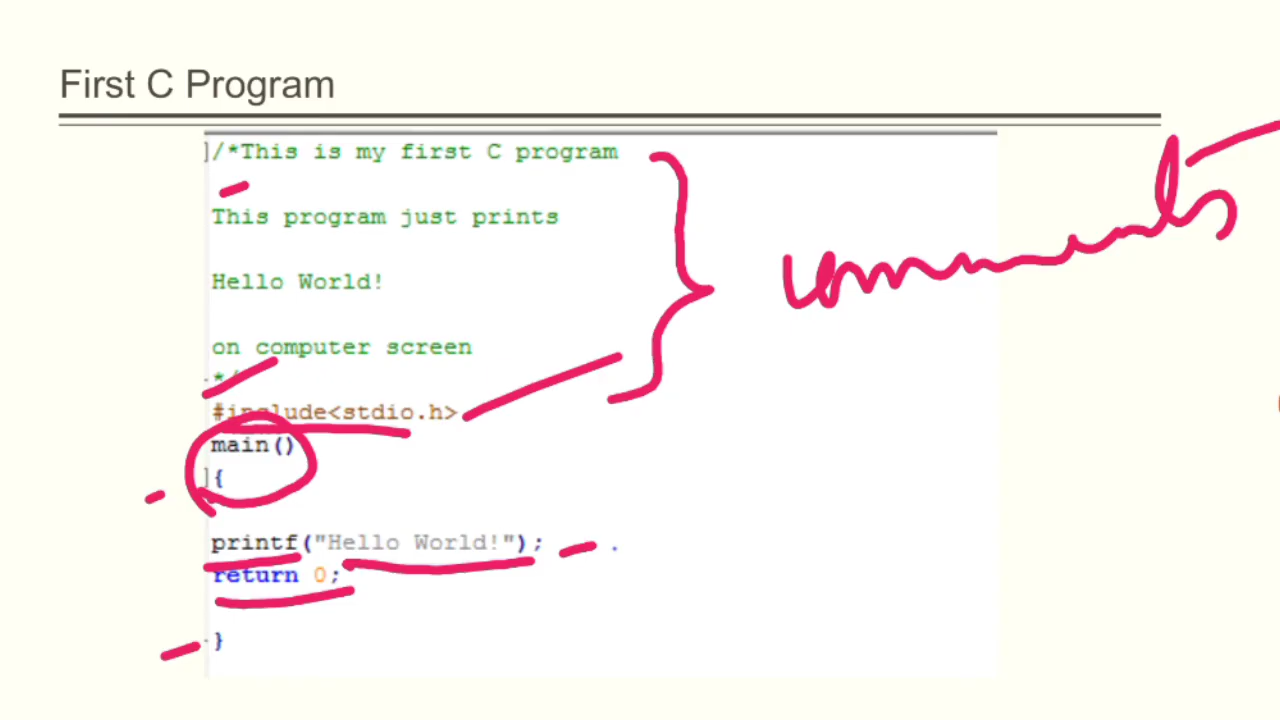 First C Program
/*This is my first C program
This program just prints
Hello World!
on computer screen
*/
#include<stdio.h>
main()
{
printf("Hello World!");
return 0;
}
comments